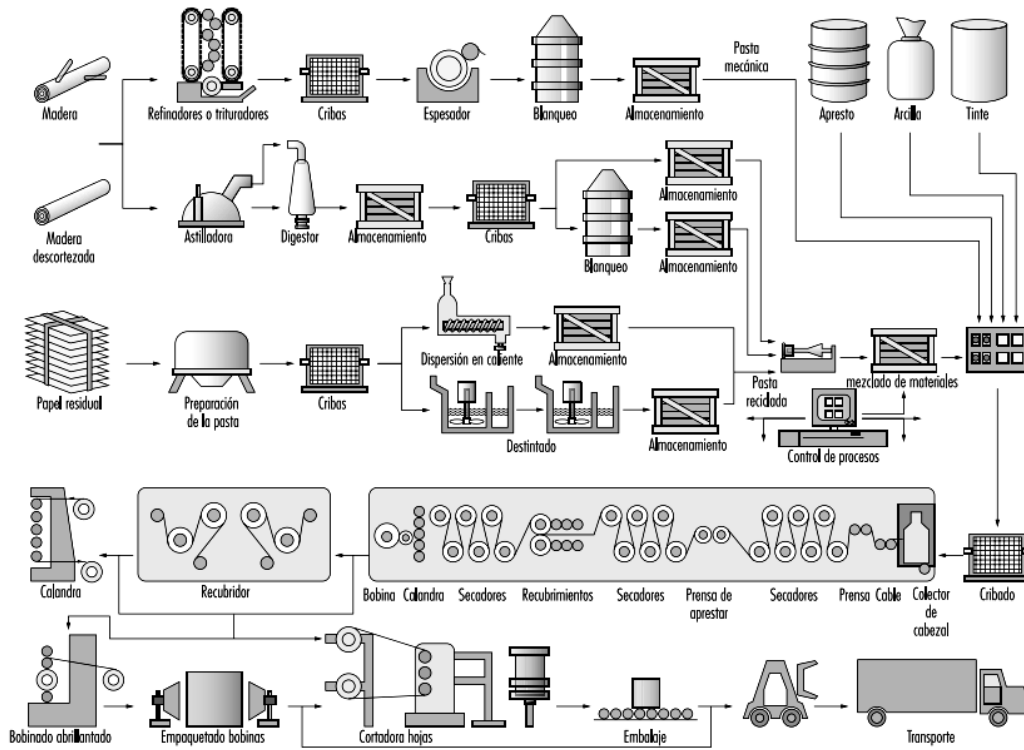 Pasta
mecánica
Madera
Refinadores o trituradores
Cribas
Espesador
Blanqueo
Almacenamiento
Apresto
Arcilla
Tinte
Almacenamiento
Madera
descortezada
Astilladora
Digestor
Almacenamiento
Cribas
Blanqueo
Almacenamiento
Dispersión en caliente
Almacenamiento
Papel residual
Preparación
de la pasta
Cribas
Pasta
reciclada
mezclado de materiales
Destintado
Almacenamiento
Control de procesos
Calandra
Recubridor
Bobina
Calandra
Secadores
Recubrimientos
Secadores
Prensa de
aprestar
Secadores
Prensa
Cable
Colector
de
cabezal
Cribado
Bobinado abrillantado
Empaquetado bobinas
Cortadora hojas
Embalaje
Transporte